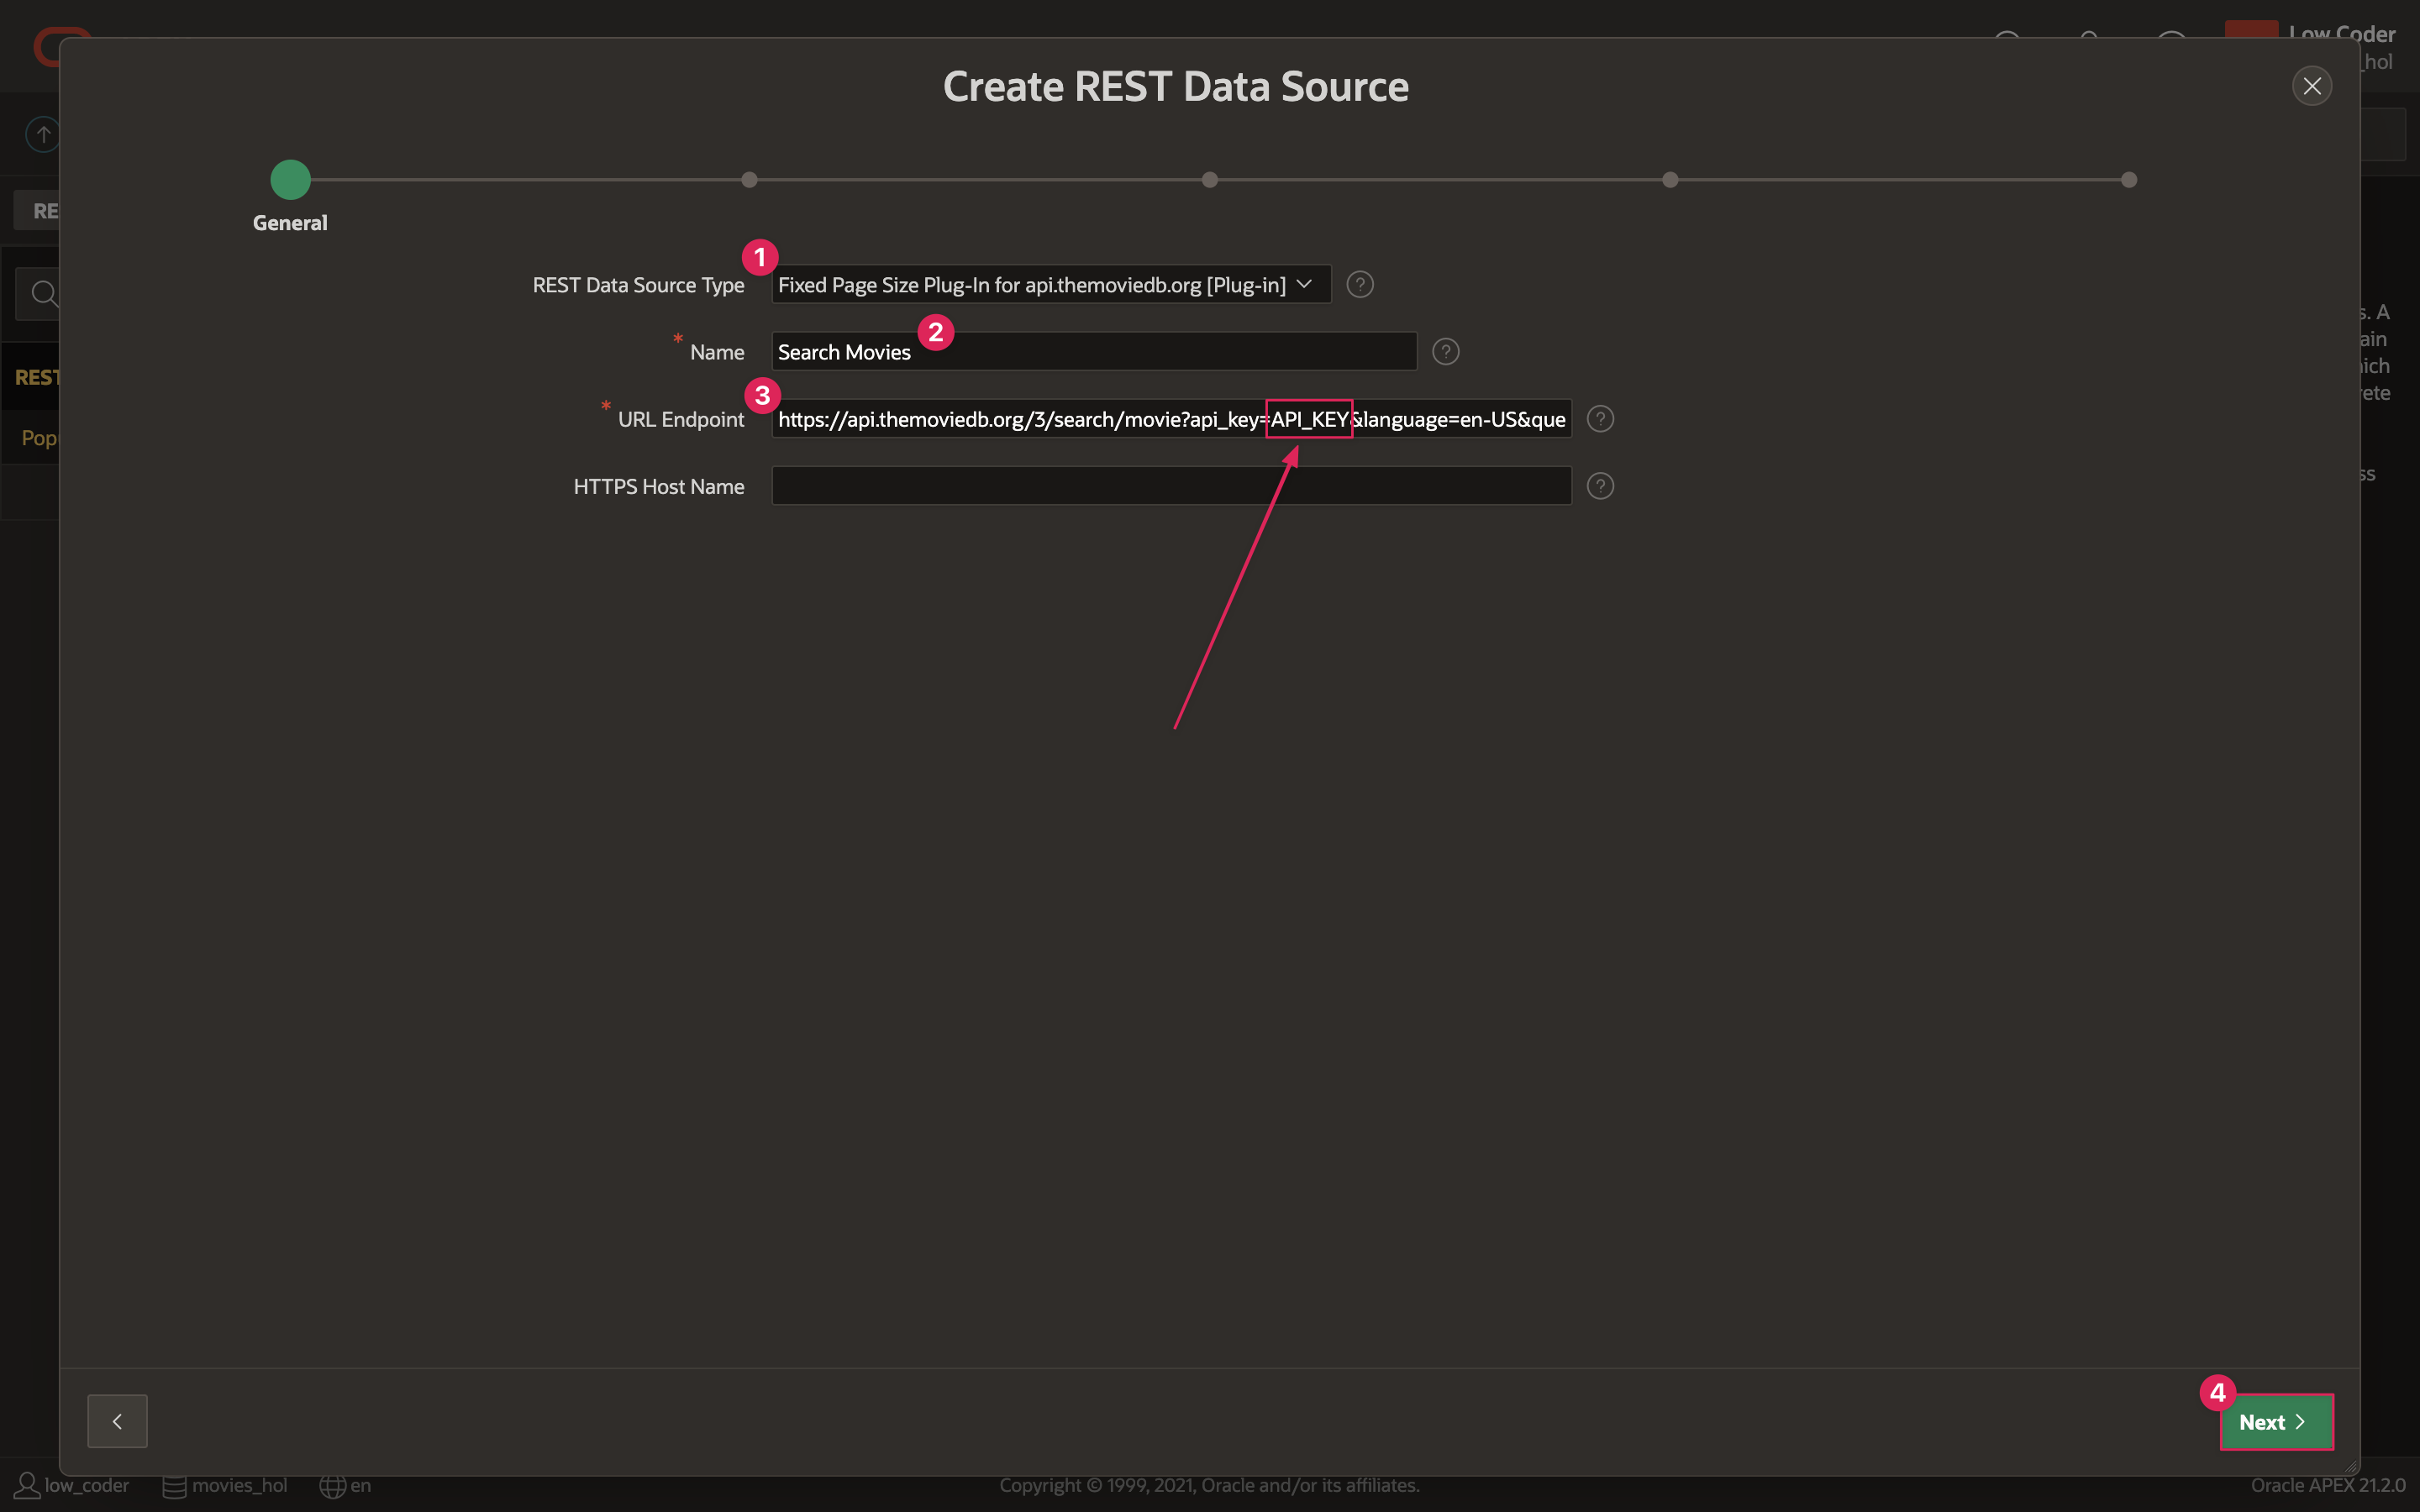 Low Coder
_hol
Create REST Data Source
General
RE
1
REST Data Source Type
Fixed Page Size Plug-In for api.themoviedb.org [Plug-in]
?
2
* Name
Search Movies
?
3
* URL Endpoint
https://api.themoviedb.org/3/search/movie?api_key=API_KEY&language=en-US&que
?
HTTPS Host Name
?
REST
Pop
s. A
ain
ich
ete
ss
4
Next
low_coder
movies_hol
en
Copyright © 1999, 2021, Oracle and/or its affiliates.
Oracle APEX 21.2.0